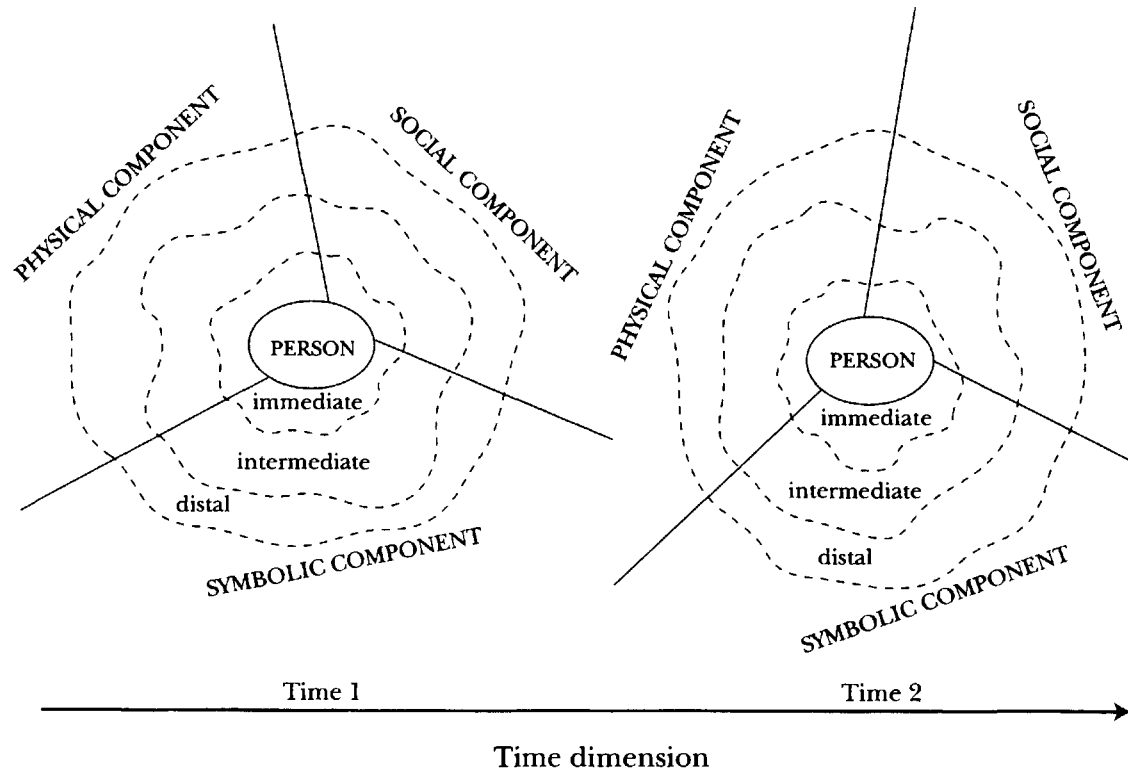 PHYSICAL COMPONENT
SOCIAL COMPONENT
PERSON
immediate
intermediate
distal
SYMBOLIC COMPONENT
PHYSICAL COMPONENT
SOCIAL COMPONENT
PERSON
immediate
intermediate
distal
SYMBOLIC COMPONENT
Time 1
Time 2
Time dimension